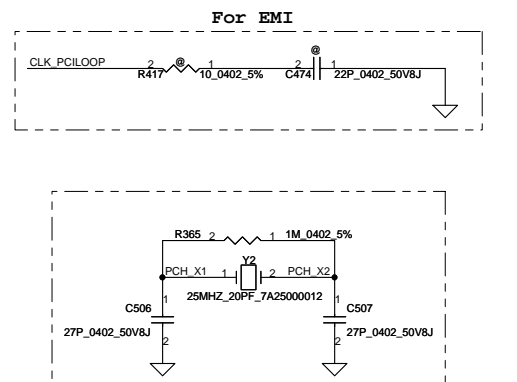 For EMI
CLK_PCILOOP
2 @ 1
R417 10_0402_5%
@
2 1
C474 22P_0402_50V8J
R365 2 1 1M_0402_5%
Y2
PCH_X1 1 2 PCH_X2
25MHZ_20PF_7A25000012
1 1
C506 C507
27P_0402_50V8J 27P_0402_50V8J
2 2